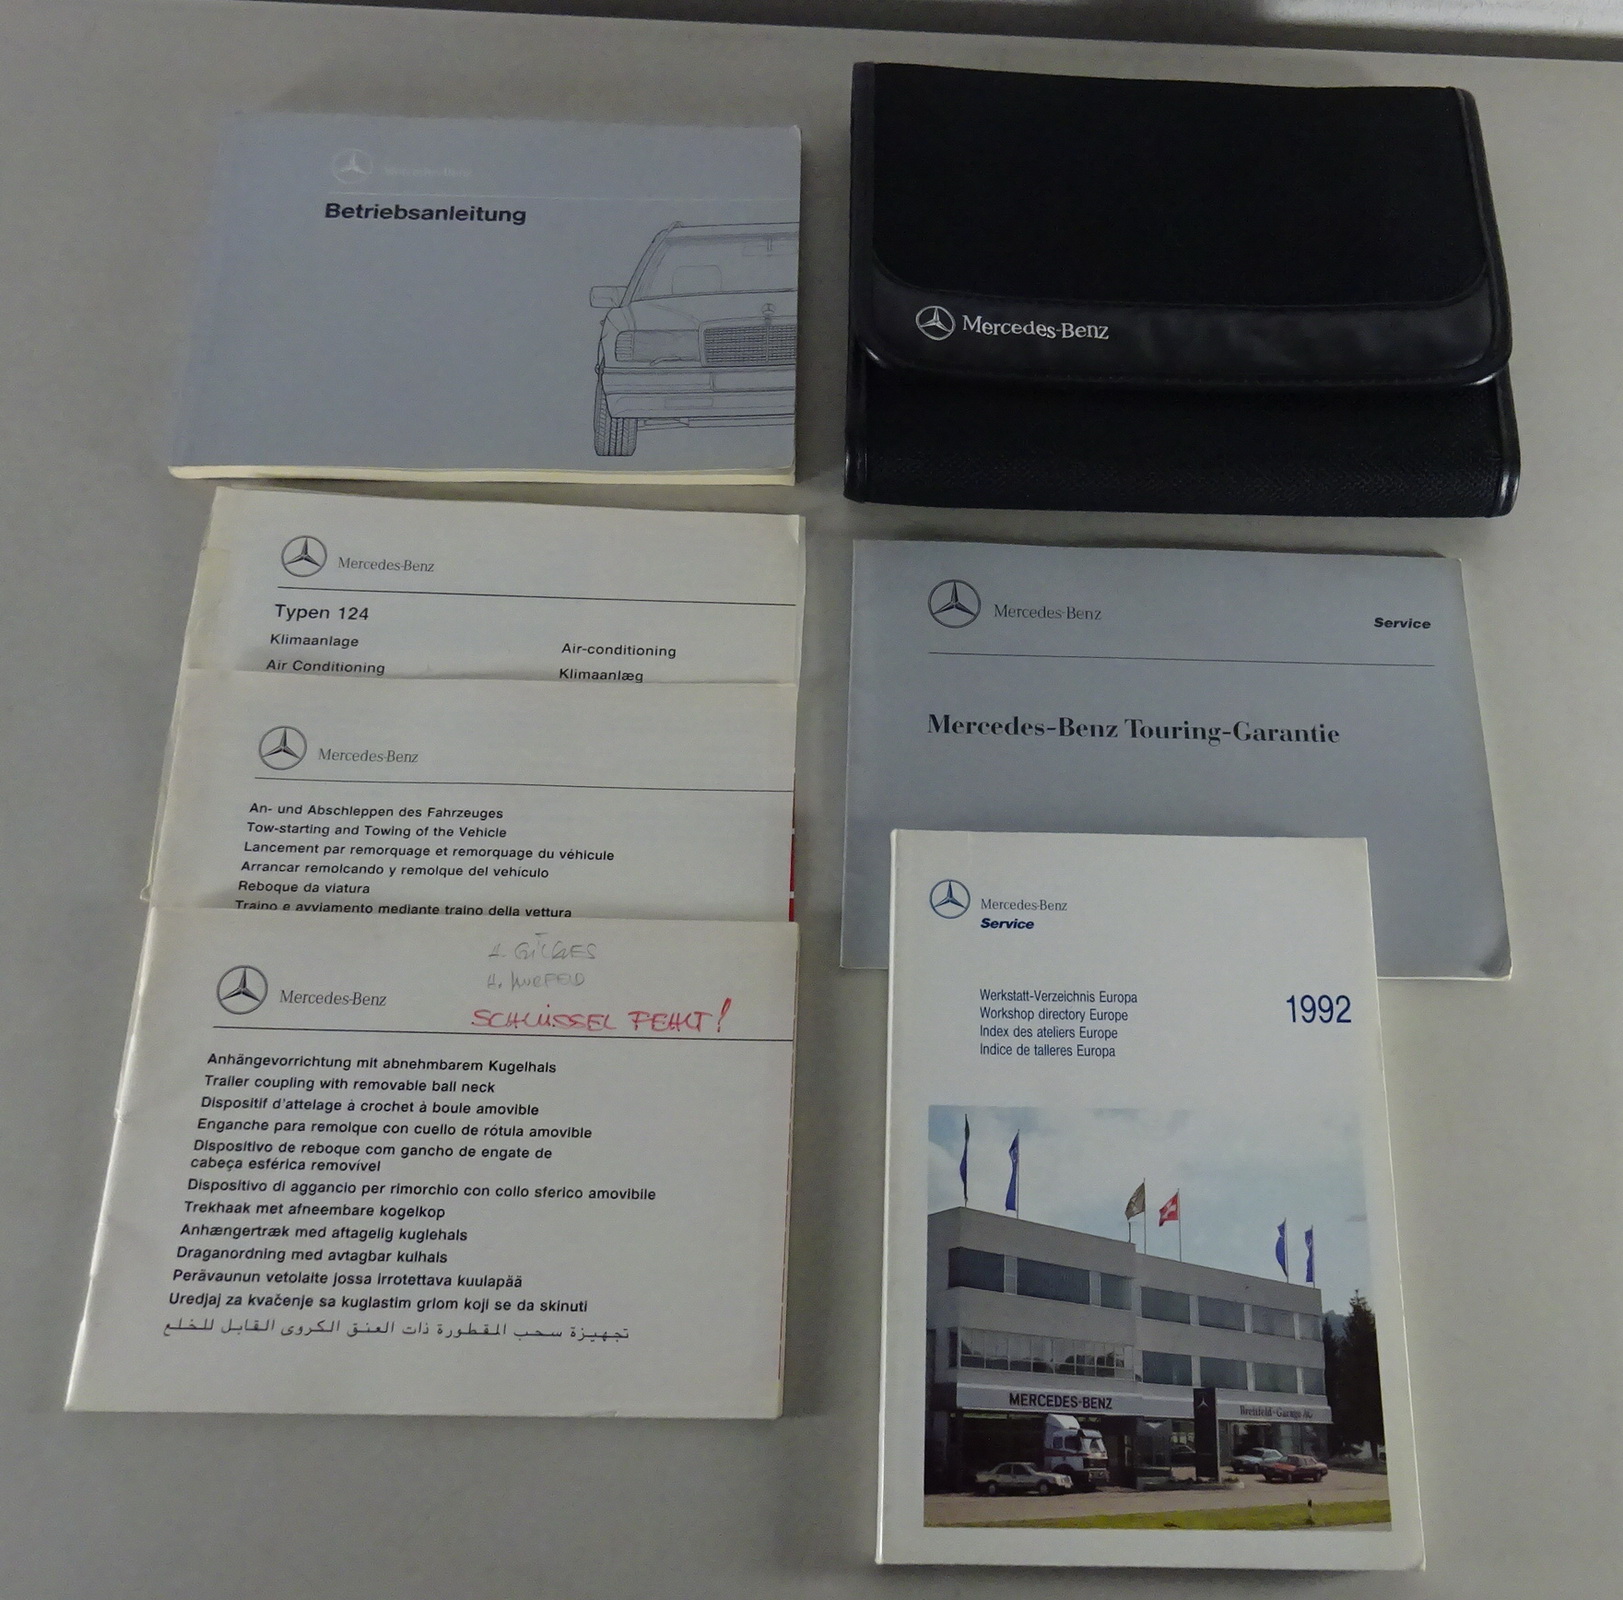 Mercedes-Benz
Betriebsanleitung
Mercedes-Benz
Mercedes-Benz
Typen 124
Klimaanlage
Air Conditioning
Air-conditioning
Klimaanlæg
Mercedes-Benz
An- und Abschleppen des Fahrzeuges
Tow-starting and Towing of the Vehicle
Lancement par remorquage et remorquage du véhicule
Arrancar remolcando y remolque del vehículo
Reboque da viatura
Traino e avviamento mediante traino della vettura
SCHLÜSSEL FEHLT!
Mercedes-Benz
Anhängevorrichtung mit abnehmbarem Kugelhals
Trailer coupling with removable ball neck
Dispositif d'attelage à crochet à boule amovible
Enganche para remolque con cuello de rótula amovible
Dispositivo de reboque com gancho de engate de
cabeça esférica removível
Dispositivo di aggancio per rimorchio con collo sferico amovibile
Trekhaak met afneembare kogelkop
Anhængertræk med aftagelig kuglehals
Draganordning med avtagbar kulhals
Perävaunun vetolaite jossa irrotettava kuulapää
Uredjaj za kvačenje sa kuglastim grlom koji se da skinuti
تجهيزة سحب المقطورة ذات العنق الكروى القابل للخلع
Mercedes-Benz
Service
Mercedes-Benz Touring-Garantie
Mercedes-Benz
Service
Werkstatt-Verzeichnis Europa
Workshop directory Europe
Index des ateliers Europe
Indice de talleres Europa
1992
MERCEDES-BENZ